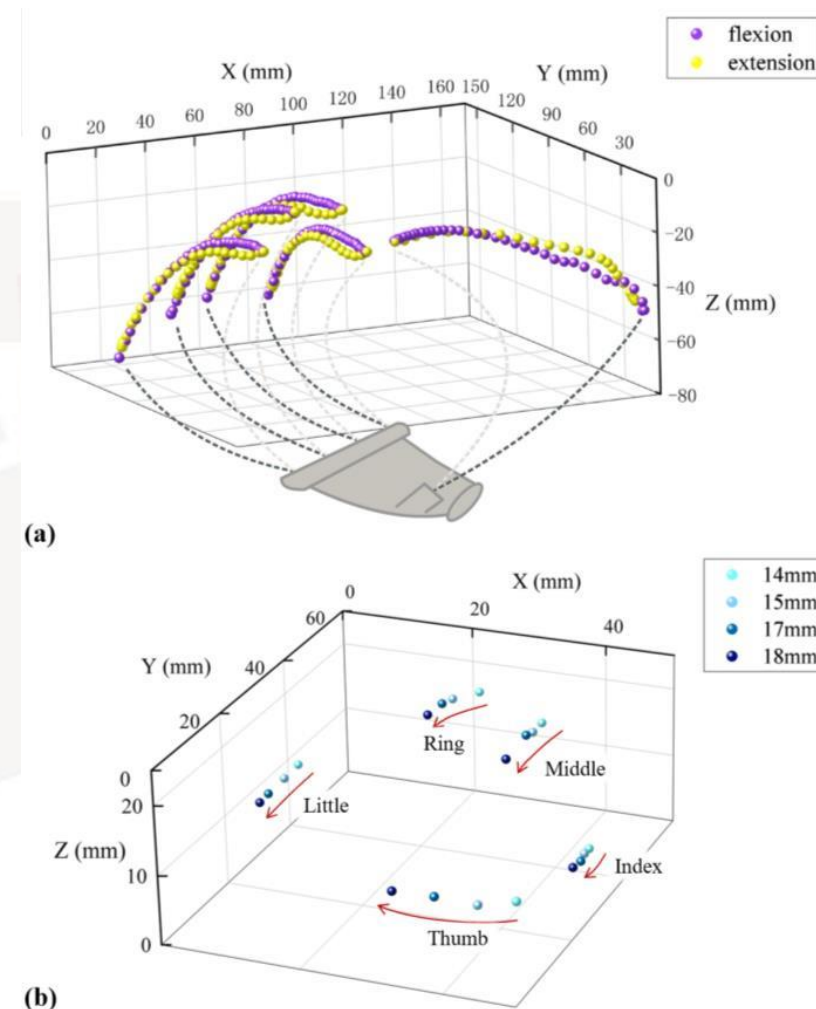 flexion
extension
X (mm)
Y (mm)
0 20 40 60 80 100 120 140 160 150 120 90 60 30
0
−20
−40
Z (mm)
−60
−80
(a)
14mm
15mm
17mm
18mm
X (mm)
0
20
40
60
Y (mm)
40
20
0
Ring
Middle
Little
20
Z (mm)
10
Index
0
Thumb
(b)